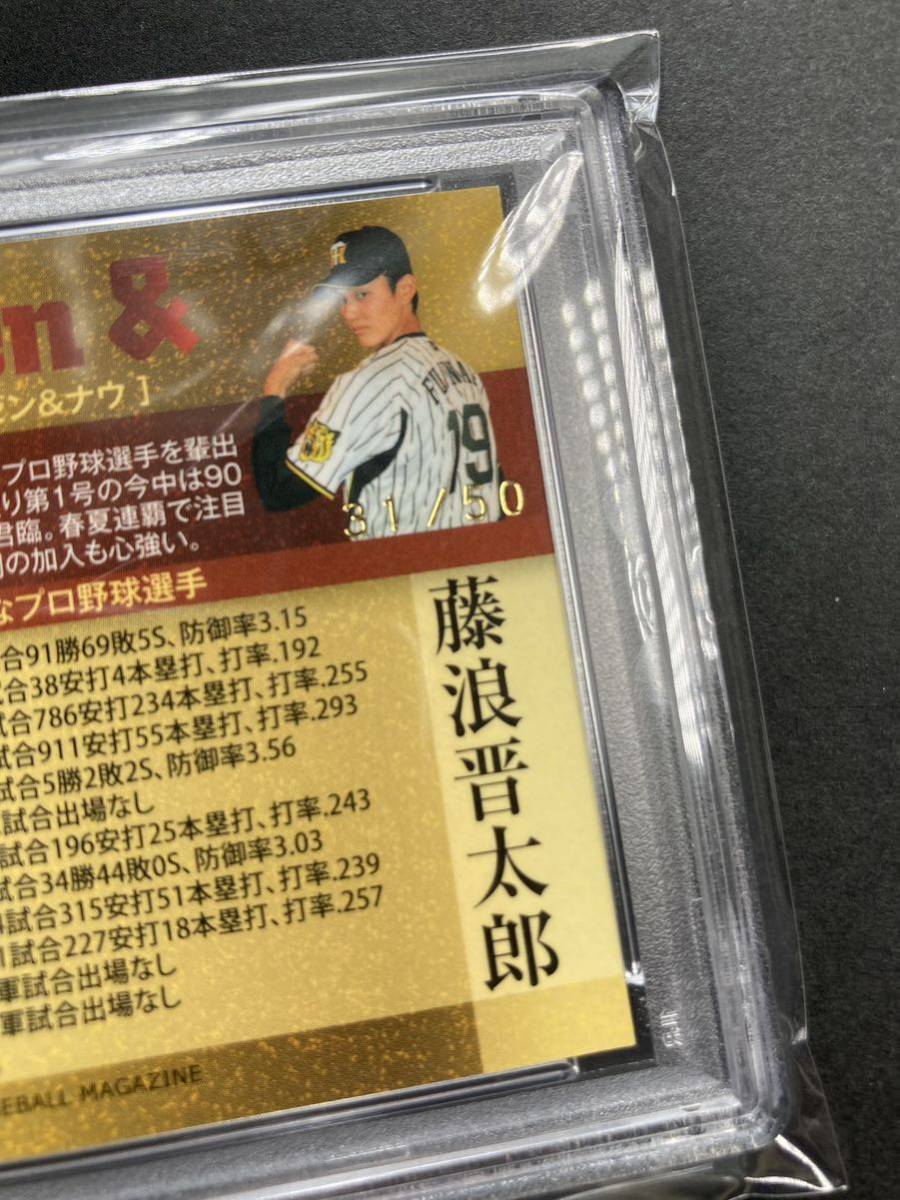 en &
ン&ナウ]
プロ野球選手を輩出
り第1号の今中は90
君臨。春夏連覇で注目
の加入も心強い。
FUJINA
19
31/50
なプロ野球選手
合91勝69敗5S、防御率3.15
試合38安打4本塁打、打率.192
試合786安打234本塁打、打率.255
試合911安打55本塁打、打率.293
試合5勝2敗2S、防御率3.56
試合出場なし
試合196安打25本塁打、打率.243
試合34勝44敗0S、防御率3.03
試合315安打51本塁打、打率.239
1試合227安打18本塁打、打率.257
軍試合出場なし
軍試合出場なし
藤浪晋太郎
EBALL MAGAZINE